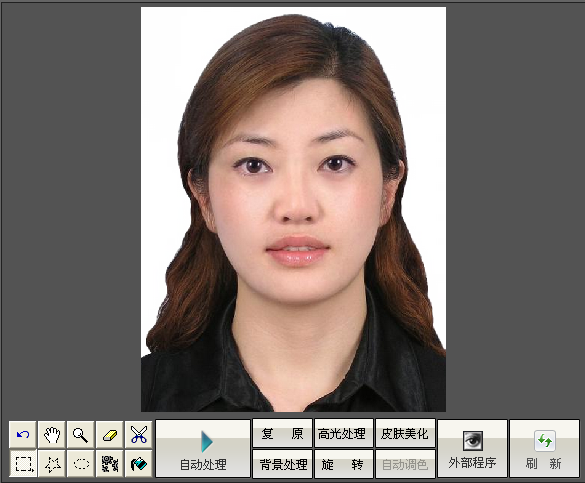 复 原 高光处理 皮肤美化
自动处理 外部程序 刷 新
背景处理 旋 转 自动调色